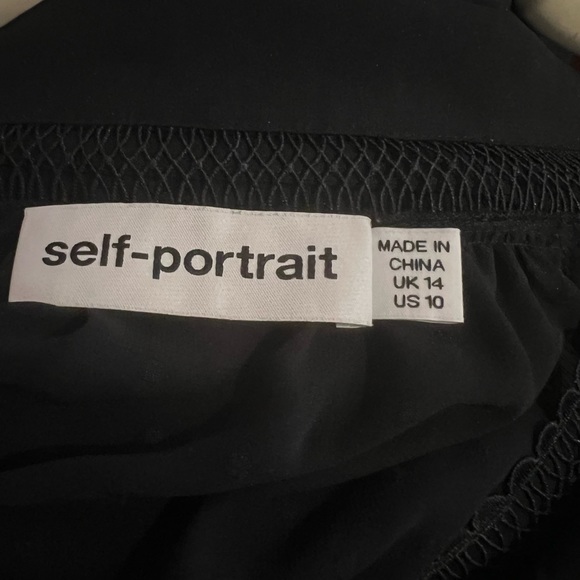 self-portrait
MADE IN
CHINA
UK 14
US 10